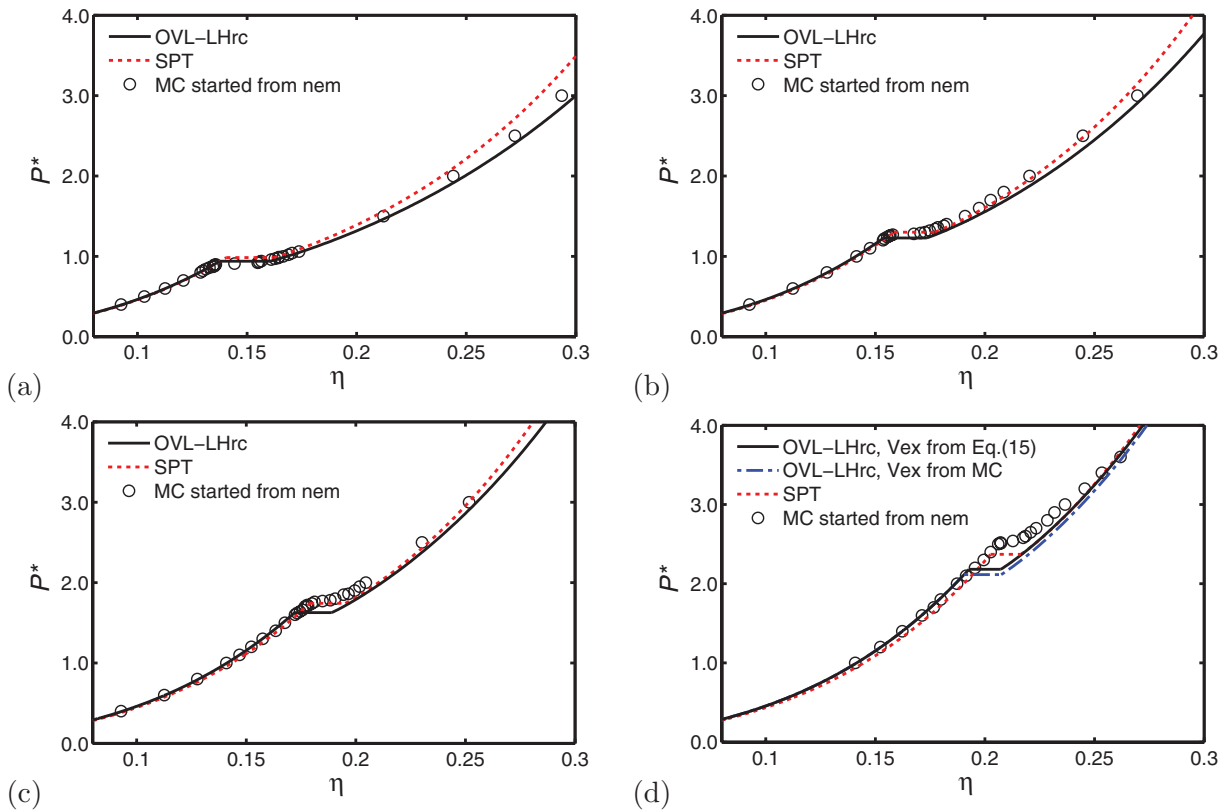 4.0
3.0
2.0
1.0
0.0
P*
OVL−LHrc
SPT
MC started from nem
0.1
0.15
0.2
0.25
0.3
η
(a)
4.0
3.0
2.0
1.0
0.0
P*
OVL−LHrc
SPT
MC started from nem
0.1
0.15
0.2
0.25
0.3
η
(b)
4.0
3.0
2.0
1.0
0.0
P*
OVL−LHrc
SPT
MC started from nem
0.1
0.15
0.2
0.25
0.3
η
(c)
4.0
3.0
2.0
1.0
0.0
P*
OVL−LHrc, Vex from Eq.(15)
OVL−LHrc, Vex from MC
SPT
MC started from nem
0.1
0.15
0.2
0.25
0.3
η
(d)